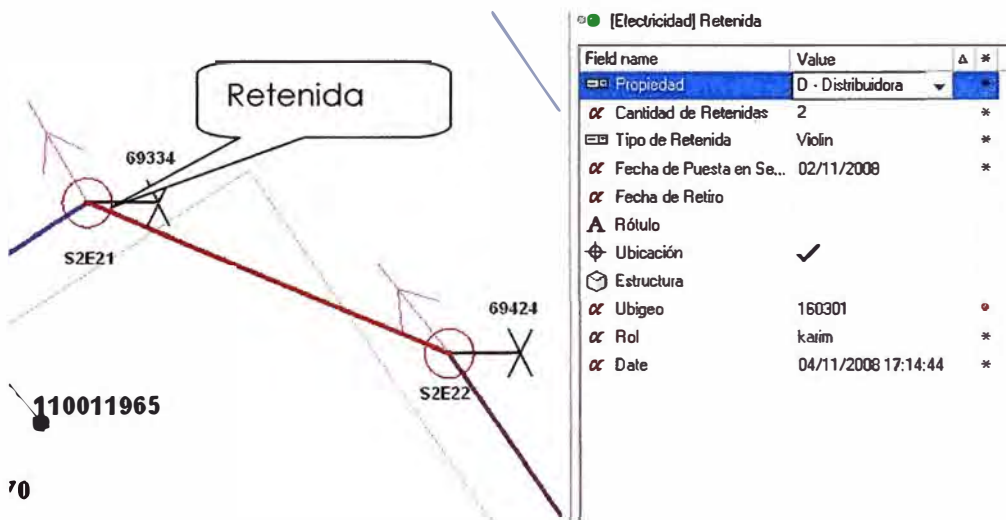 Retenida
69334
S2E21
69424
S2E22
110011965
70
[Electricidad] Retenida
Field name Value Δ *
Propiedad D - Distribuidora *
Cantidad de Retenidas 2 *
Tipo de Retenida Violin *
Fecha de Puesta en Se... 02/11/2008 *
Fecha de Retiro
Rótulo
Ubicación ✓
Estructura
Ubigeo 160301
Rol karim *
Date 04/11/2008 17:14:44 *